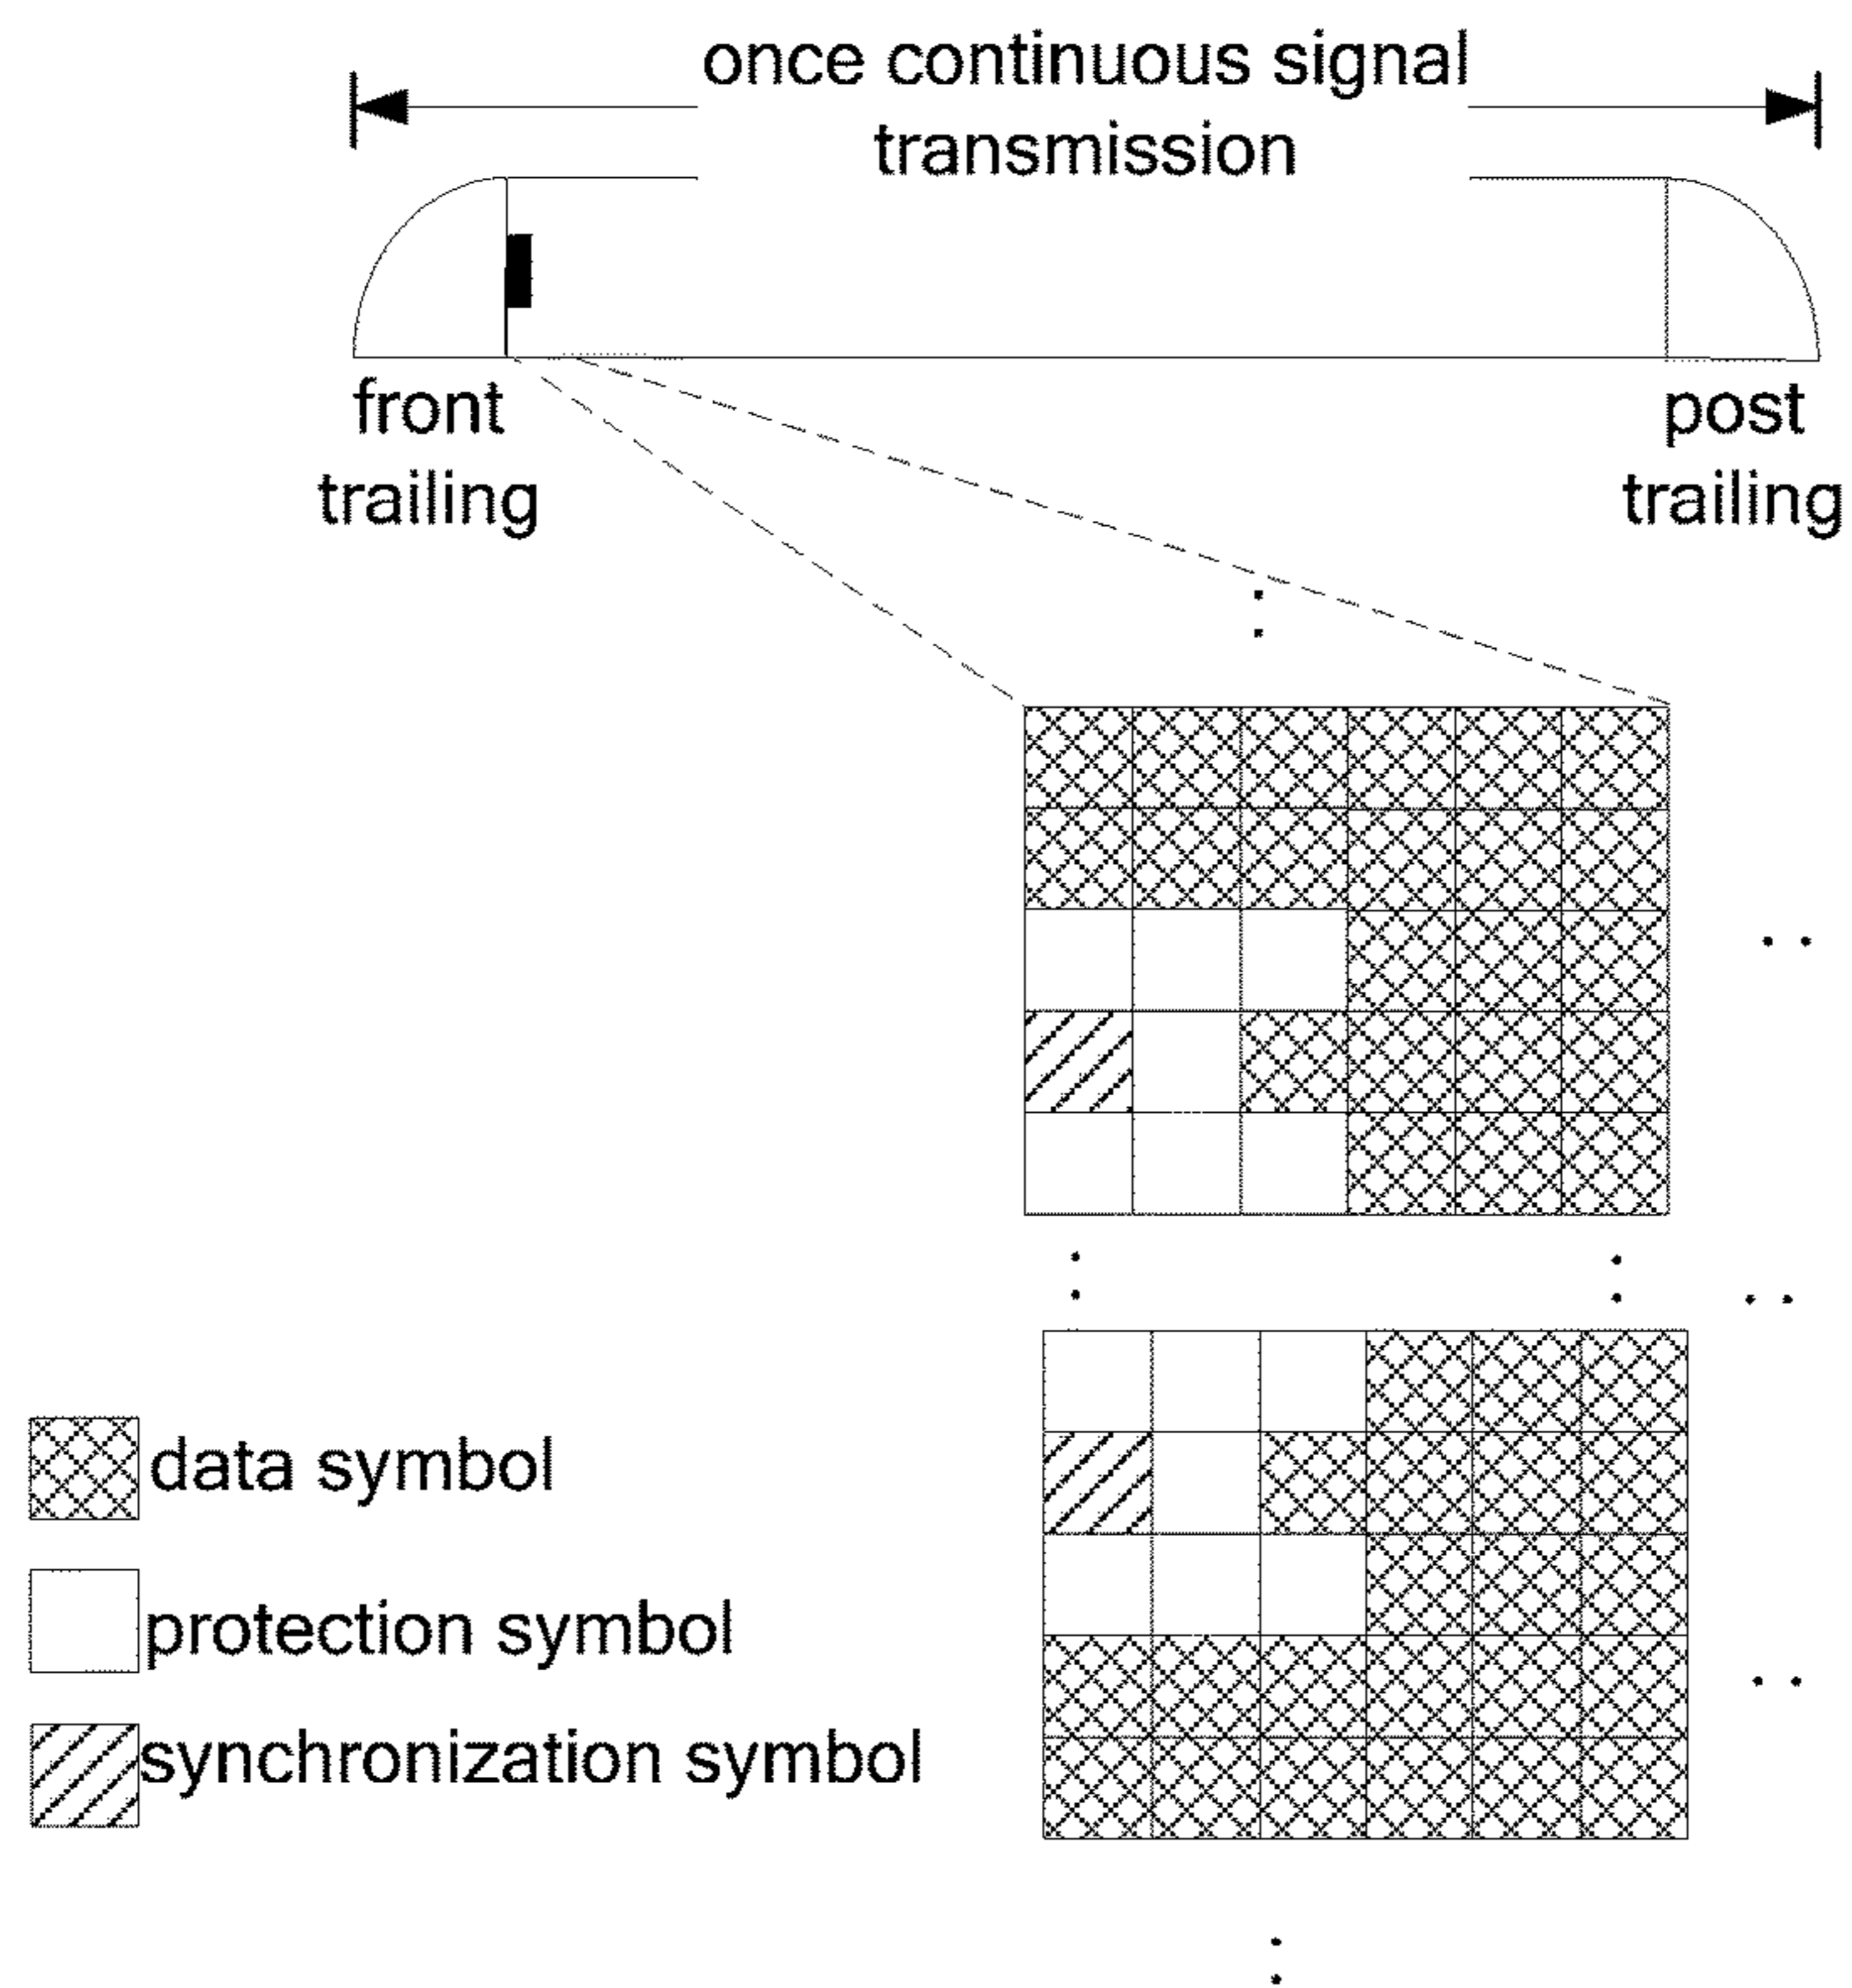 once continuous signal
transmission
front
trailing
post
trailing
data symbol
protection symbol
synchronization symbol